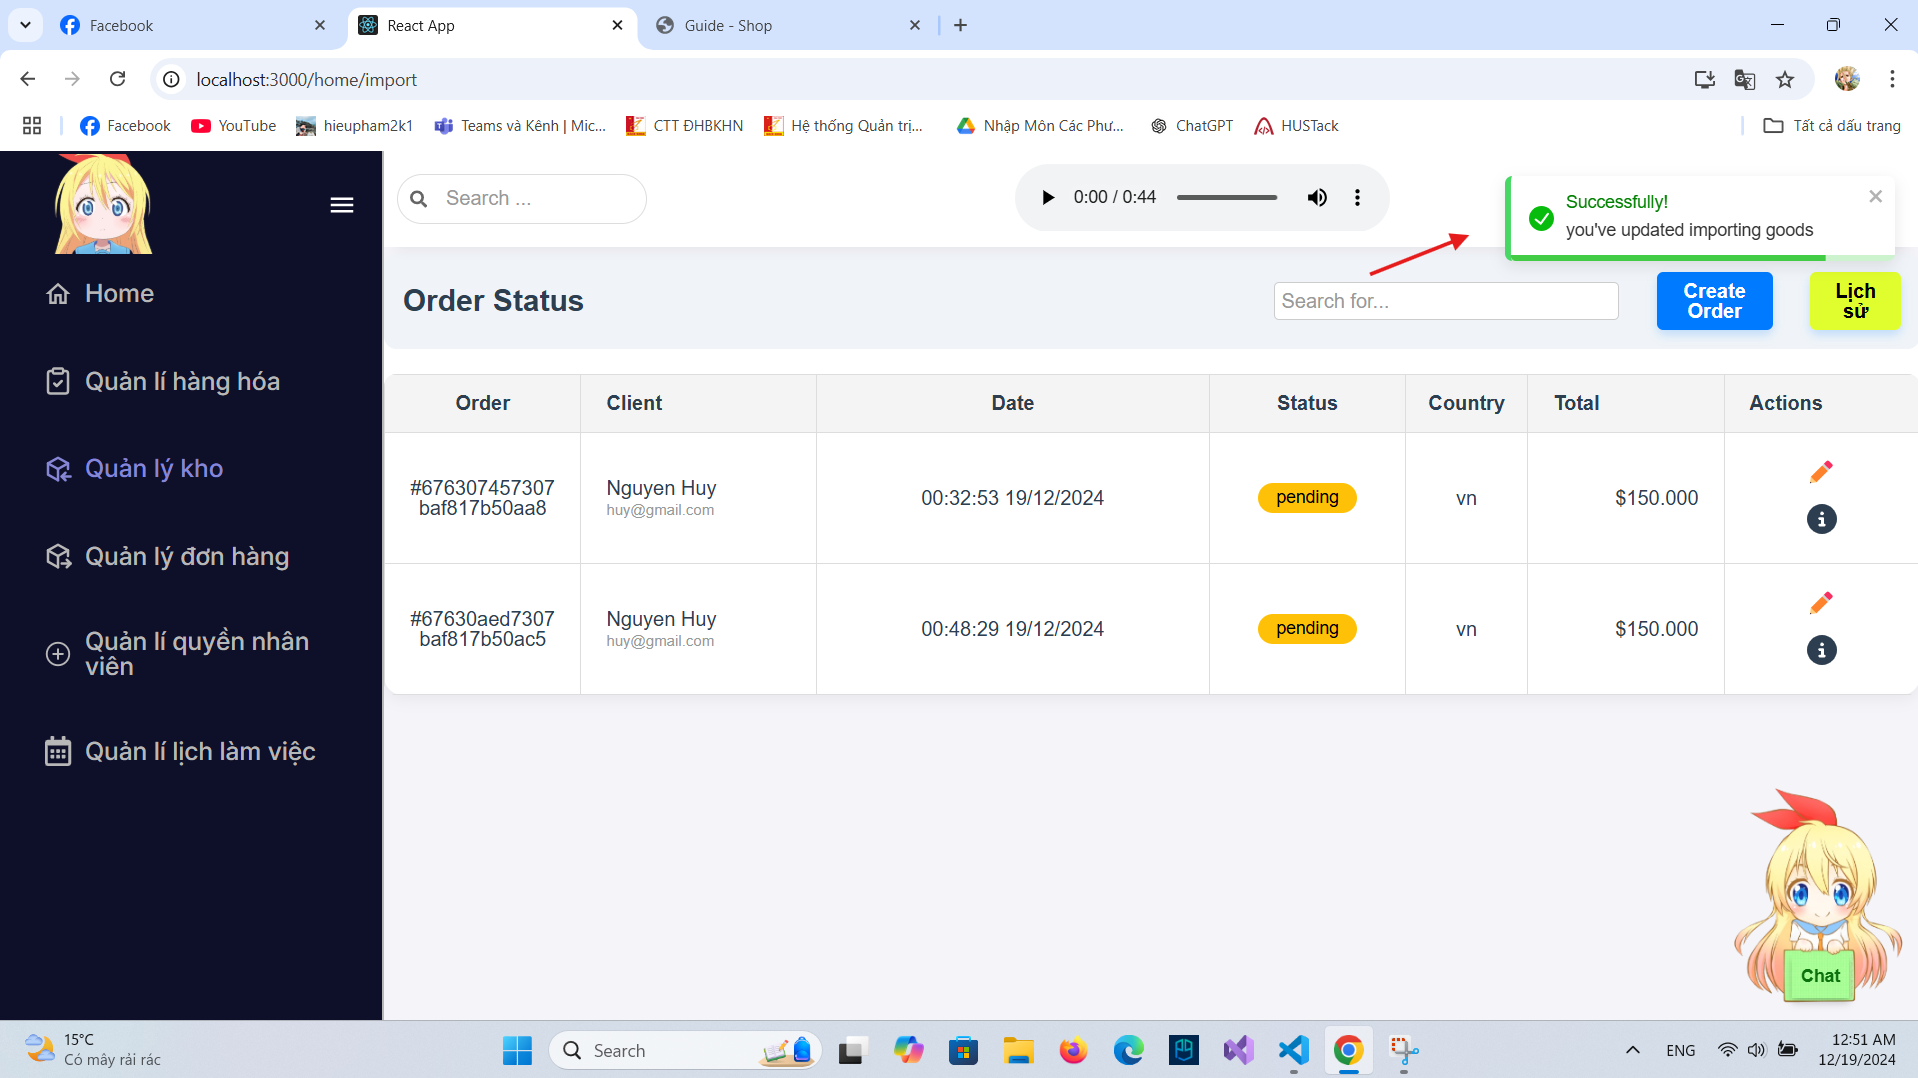 Facebook
React App
Guide - Shop
localhost:3000/home/import
Facebook
YouTube
hieupham2k1
Teams và Kênh | Mic...
CTT ĐHBKHN
Hệ thống Quản trị...
Nhập Môn Các Phư...
ChatGPT
HUSTack
Tất cả dấu trang
Search ...
0:00 / 0:44
Successfully!
you've updated importing goods
Home
Quản lí hàng hóa
Quản lý kho
Quản lý đơn hàng
Quản lí quyền nhân
viên
Quản lí lịch làm việc
Order Status
Search for...
Create
Order
Lịch
sử
Order
Client
Date
Status
Country
Total
Actions
#676307457307
baf817b50aa8
Nguyen Huy
huy@gmail.com
00:32:53 19/12/2024
pending
vn
$150.000
#67630aed7307
baf817b50ac5
Nguyen Huy
huy@gmail.com
00:48:29 19/12/2024
pending
vn
$150.000
Chat
15°C
Có mây rải rác
Search
ENG
12:51 AM
12/19/2024